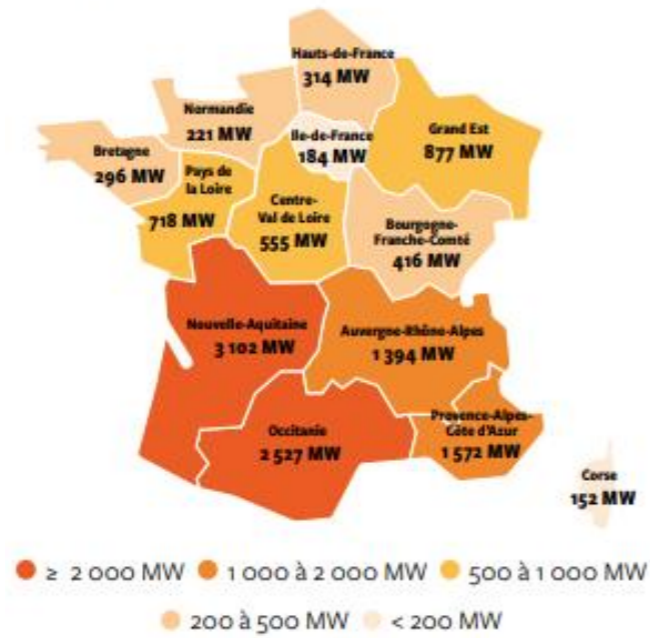 Hauts-de-France
314 MW
Normandie
221 MW
Ile-de-France
184 MW
Grand Est
877 MW
Bretagne
296 MW
Pays de
la Loire
718 MW
Centre-
Val de Loire
555 MW
Bourgogne-
Franche-Comté
416 MW
Nouvelle-Aquitaine
3 102 MW
Auvergne-Rhône-Alpes
1 394 MW
Occitanie
2 527 MW
Provence-Alpes-
Côte d'Azur
1 572 MW
Corse
152 MW
≥ 2 000 MW 1 000 à 2 000 MW 500 à 1 000 MW
200 à 500 MW < 200 MW